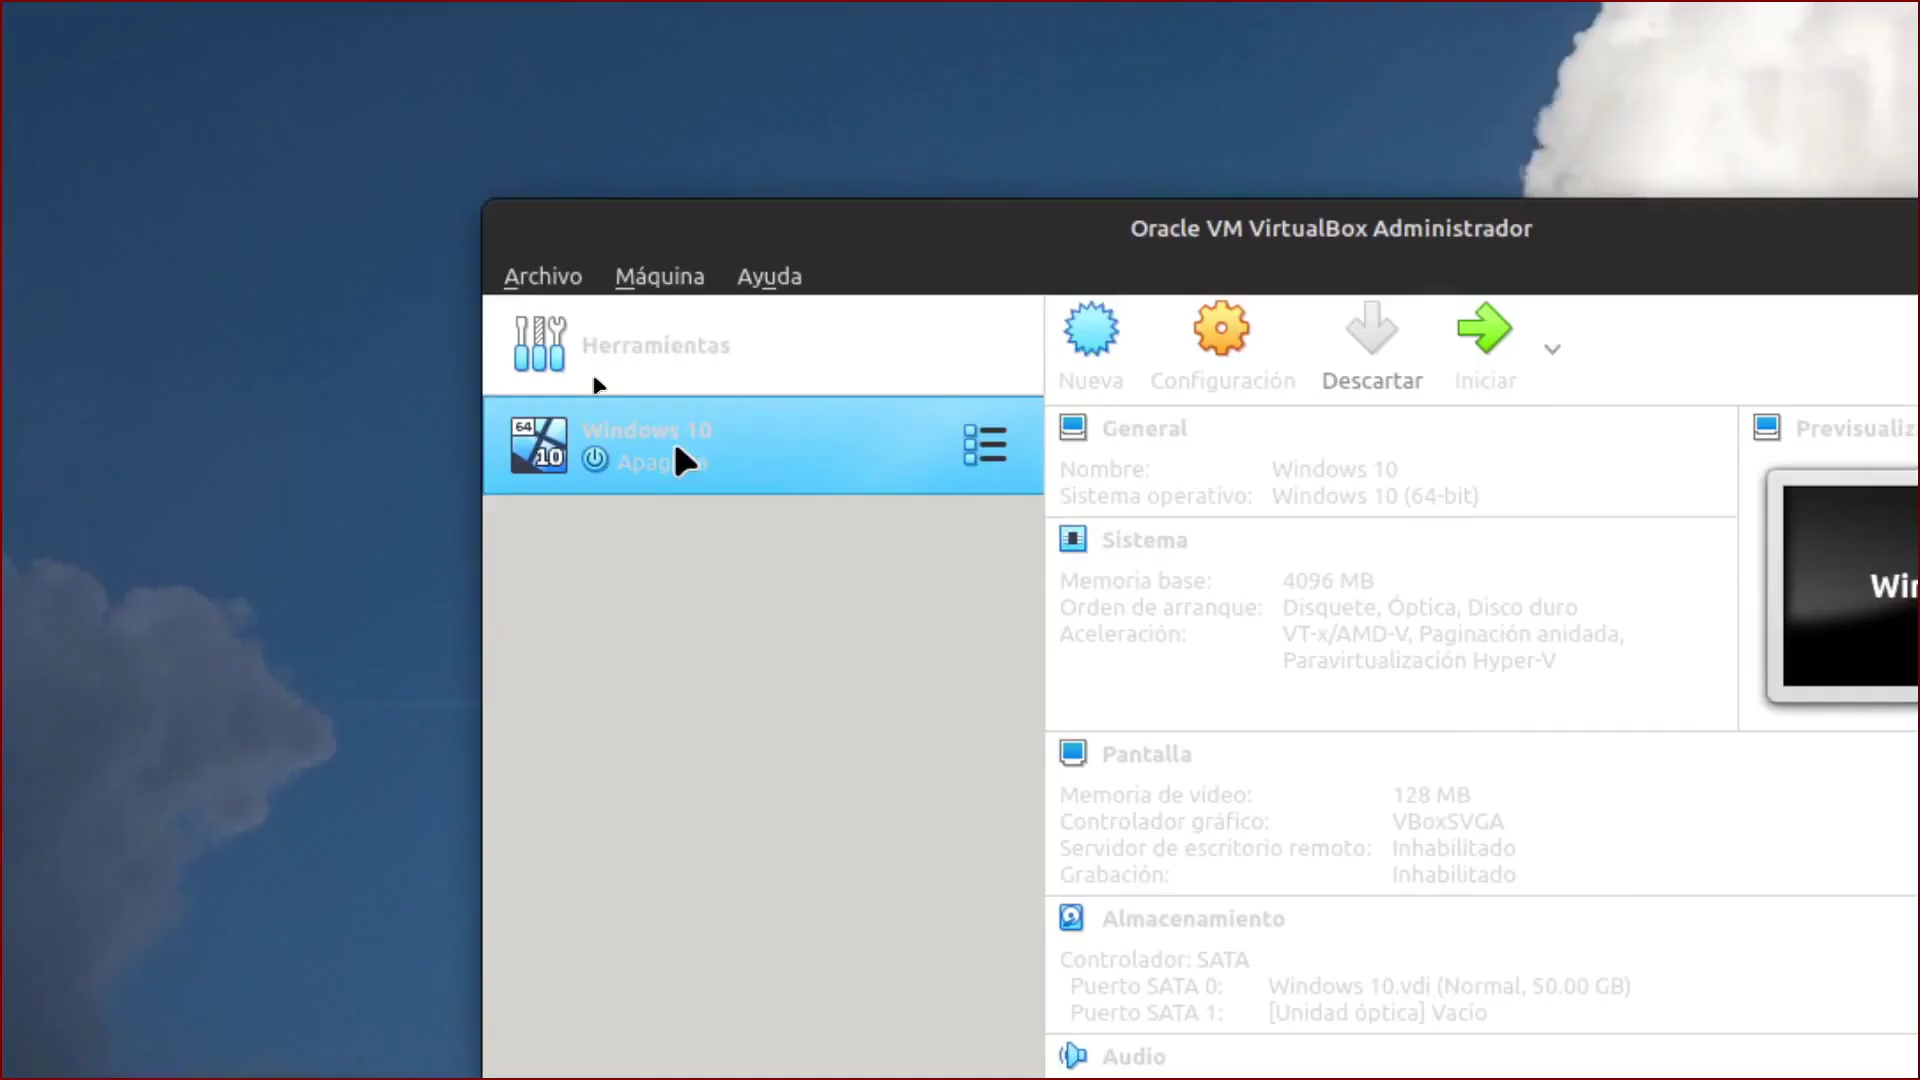 Oracle VM VirtualBox Administrador
Archivo Máquina Ayuda
Herramientas
64
10
Windows 10
Nueva Configuración Descartar Iniciar
General
Nombre: Windows 10
Sistema operativo: Windows 10 (64-bit)
Sistema
Memoria base: 4096 MB
Orden de arranque: Disquete, Óptica, Disco duro
Aceleración: VT-x/AMD-V, Paginación anidada,
Paravirtualización Hyper-V
Previsualiz
Win
Pantalla
Memoria de vídeo: 128 MB
Controlador gráfico: VBoxSVGA
Servidor de escritorio remoto: Inhabilitado
Grabación: Inhabilitado
Almacenamiento
Controlador: SATA
Puerto SATA 0: Windows 10.vdi (Normal, 50.00 GB)
Puerto SATA 1: [Unidad óptica] Vacío
Audio